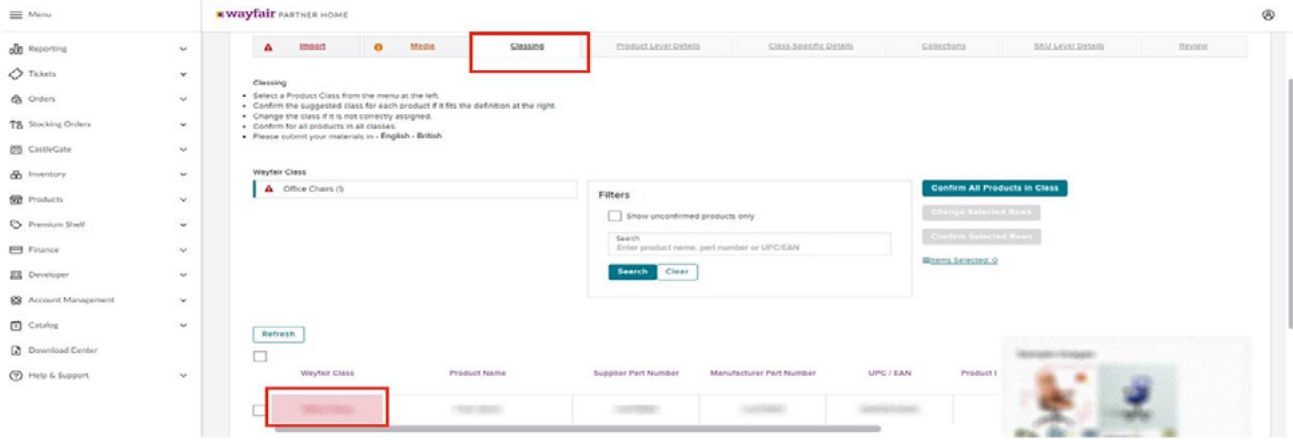 Menu
wayfair PARTNER HOME
Reporting
Tickets
Orders
Stocking Orders
CastleGate
Inventory
Products
Premium Shelf
Finance
Developer
Account Management
Catalog
Download Center
Help & Support
Import
Media
Classing
Product Level Details
Class Specific Details
Collections
SKU Level Details
Review
Classing
Select a Product Class from the menu at the left.
Confirm the suggested class for each product if it fits the definition at the right.
Change the class if it is not correctly assigned.
Confirm for all products in all classes.
Please submit your materials in - English - British
Wayfair Class
Office Chairs (1)
Filters
Show unconfirmed products only
Search
Enter product name, part number or UPC/EAN
Search
Clear
Confirm All Products in Class
Change Selected Rows
Confirm Selected Rows
Items Selected: 0
Refresh
Wayfair Class
Product Name
Supplier Part Number
Manufacturer Part Number
UPC / EAN
Product